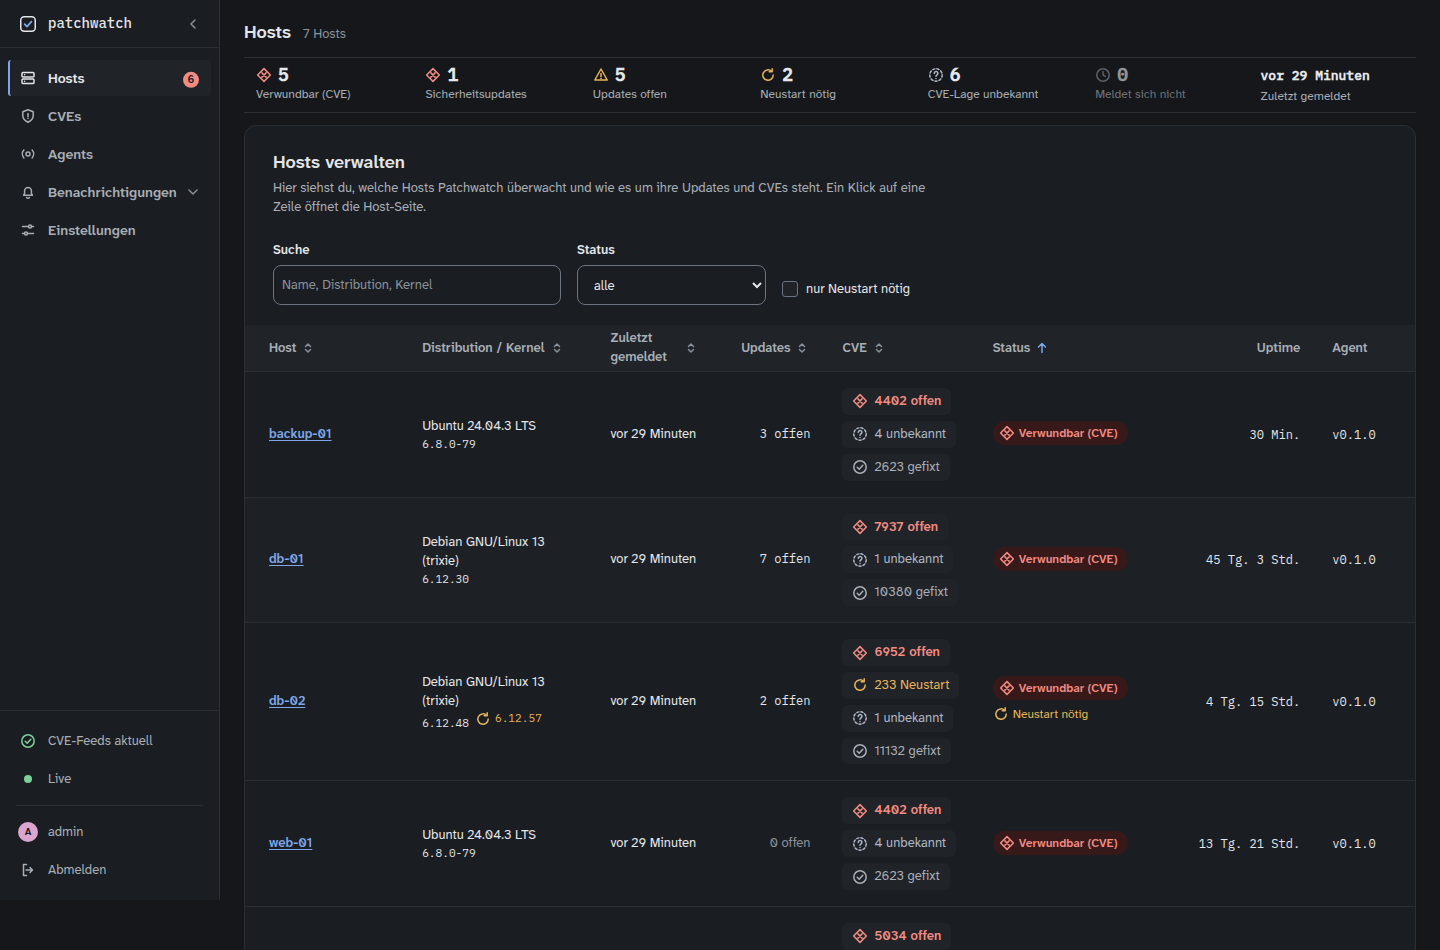 patchwatch
Hosts 6
CVEs
Agents
Benachrichtigungen
Einstellungen
CVE-Feeds aktuell
Live
A admin
Abmelden
Hosts 7 Hosts
5 Verwundbar (CVE)
1 Sicherheitsupdates
5 Updates offen
2 Neustart nötig
6 CVE-Lage unbekannt
0 Meldet sich nicht
vor 29 Minuten Zuletzt gemeldet
Hosts verwalten
Hier siehst du, welche Hosts Patchwatch überwacht und wie es um ihre Updates und CVEs steht. Ein Klick auf eine
Zeile öffnet die Host-Seite.
Suche Status
Name, Distribution, Kernel alle nur Neustart nötig
Host Distribution / Kernel Zuletzt gemeldet Updates CVE Status Uptime Agent
backup-01 Ubuntu 24.04.3 LTS 6.8.0-79 vor 29 Minuten 3 offen 4402 offen 4 unbekannt 2623 gefixt Verwundbar (CVE) 30 Min. v0.1.0
db-01 Debian GNU/Linux 13 (trixie) 6.12.30 vor 29 Minuten 7 offen 7937 offen 1 unbekannt 10380 gefixt Verwundbar (CVE) 45 Tg. 3 Std. v0.1.0
db-02 Debian GNU/Linux 13 (trixie) 6.12.48 6.12.57 vor 29 Minuten 2 offen 6952 offen 233 Neustart 1 unbekannt 11132 gefixt Verwundbar (CVE) Neustart nötig 4 Tg. 15 Std. v0.1.0
web-01 Ubuntu 24.04.3 LTS 6.8.0-79 vor 29 Minuten 0 offen 4402 offen 4 unbekannt 2623 gefixt Verwundbar (CVE) 13 Tg. 21 Std. v0.1.0
5034 offen